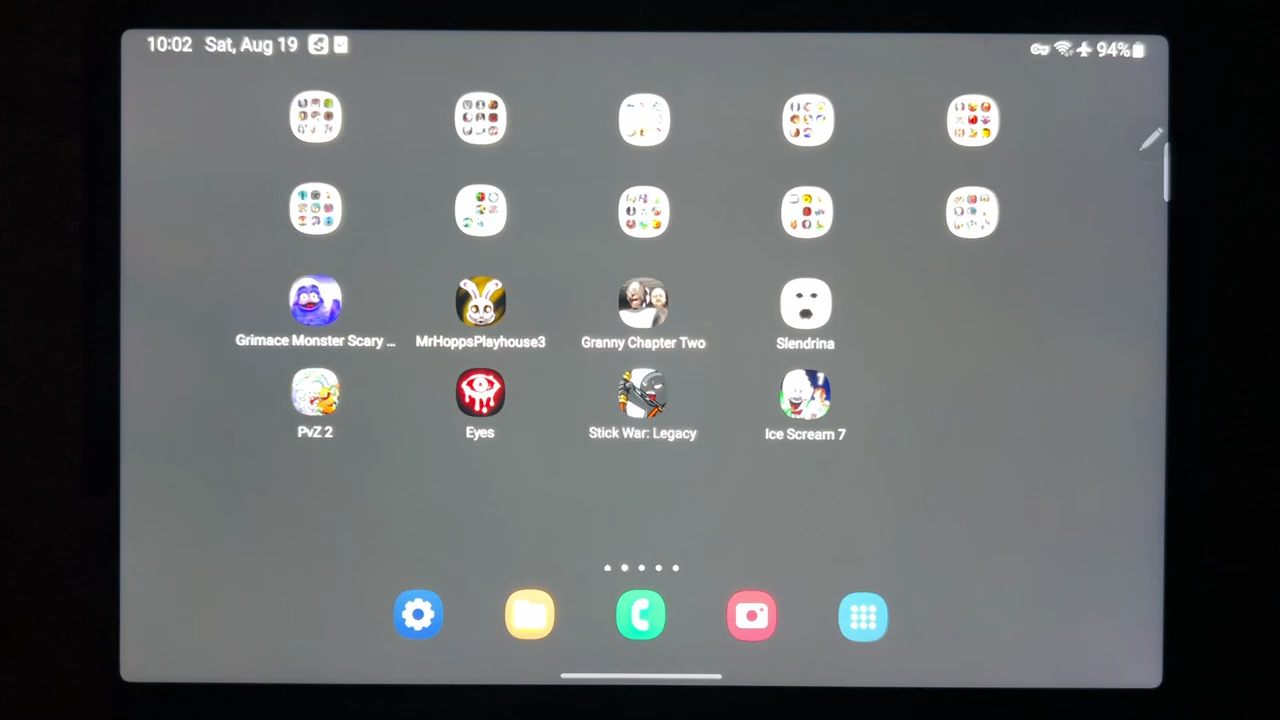 10:02 Sat, Aug 19 94%
Grimace Monster Scary ... MrHoppsPlayhouse3 Granny Chapter Two Slendrina
7
PvZ 2 Eyes Stick War: Legacy Ice Scream 7